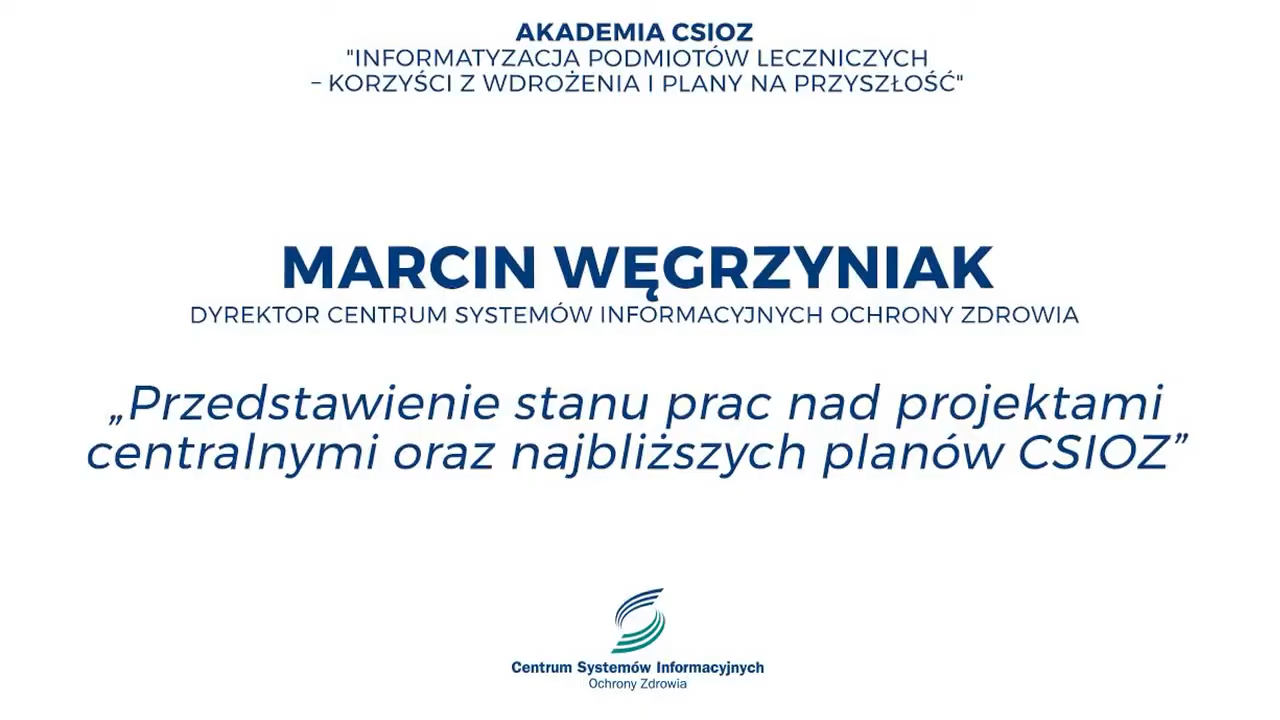 AKADEMIA CSIOZ
"INFORMATYZACJA PODMIOTÓW LECZNICZYCH
– KORZYŚCI Z WDROŻENIA I PLANY NA PRZYSZŁOŚĆ"
MARCIN WĘGRZYNIAK
DYREKTOR CENTRUM SYSTEMÓW INFORMACYJNYCH OCHRONY ZDROWIA
„Przedstawienie stanu prac nad projektami
centralnymi oraz najbliższych planów CSIOZ”
Centrum Systemów Informacyjnych
Ochrony Zdrowia